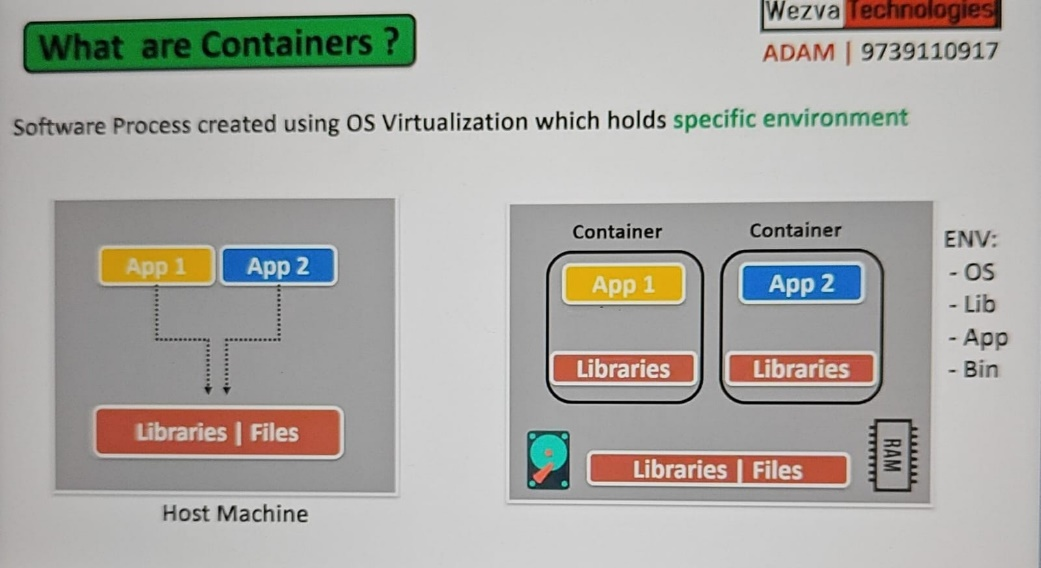 What are Containers ?
Wezva Technologies
ADAM | 9739110917
Software Process created using OS Virtualization which holds specific environment
App 1
App 2
Libraries | Files
Host Machine
Container
App 1
Libraries
Container
App 2
Libraries
Libraries | Files
RAM
ENV:
- OS
- Lib
- App
- Bin